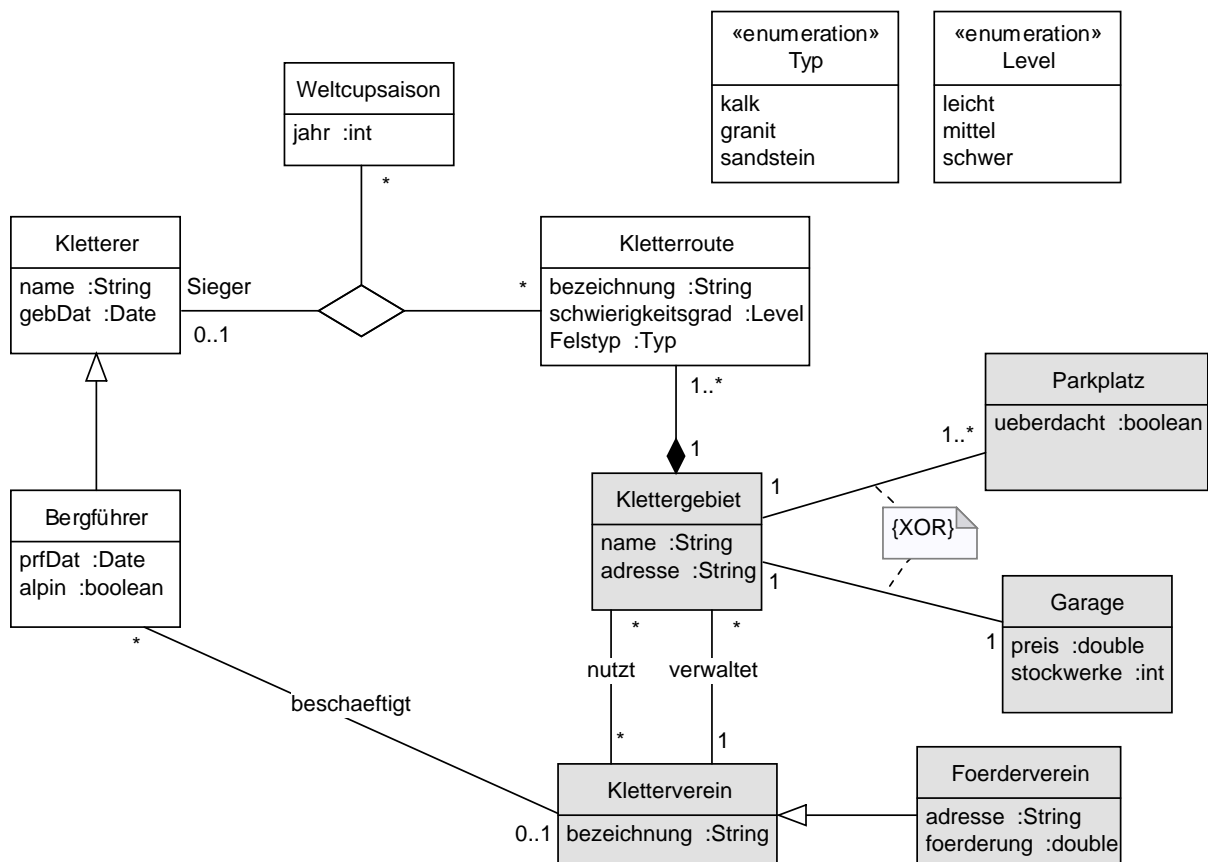 «enumeration»
Typ
kalk
granit
sandstein
«enumeration»
Level
leicht
mittel
schwer
Weltcupsaison
jahr :int
*
Kletterer
name :String
gebDat :Date
Sieger
0..1
*
Kletterroute
bezeichnung :String
schwierigkeitsgrad :Level
Felstyp :Typ
1..*
1
Parkplatz
ueberdacht :boolean
1..*
1
Klettergebiet
name :String
adresse :String
{XOR}
1
1
Garage
preis :double
stockwerke :int
Bergführer
prfDat :Date
alpin :boolean
*
*
*
nutzt
verwaltet
beschaeftigt
*
1
0..1
Kletterverein
bezeichnung :String
Foerderverein
adresse :String
foerderung :double